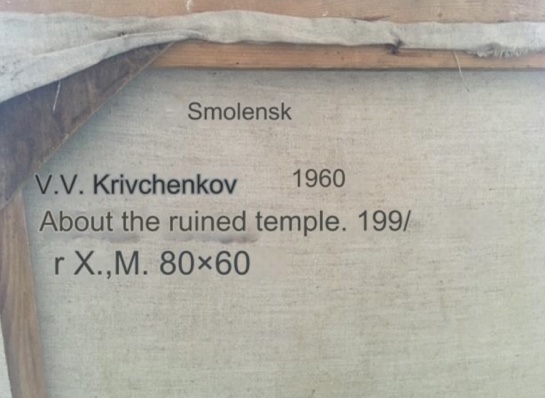 Smolensk
V.V. Krivchenkov 1960
About the ruined temple. 199/
r X.,M. 80×60